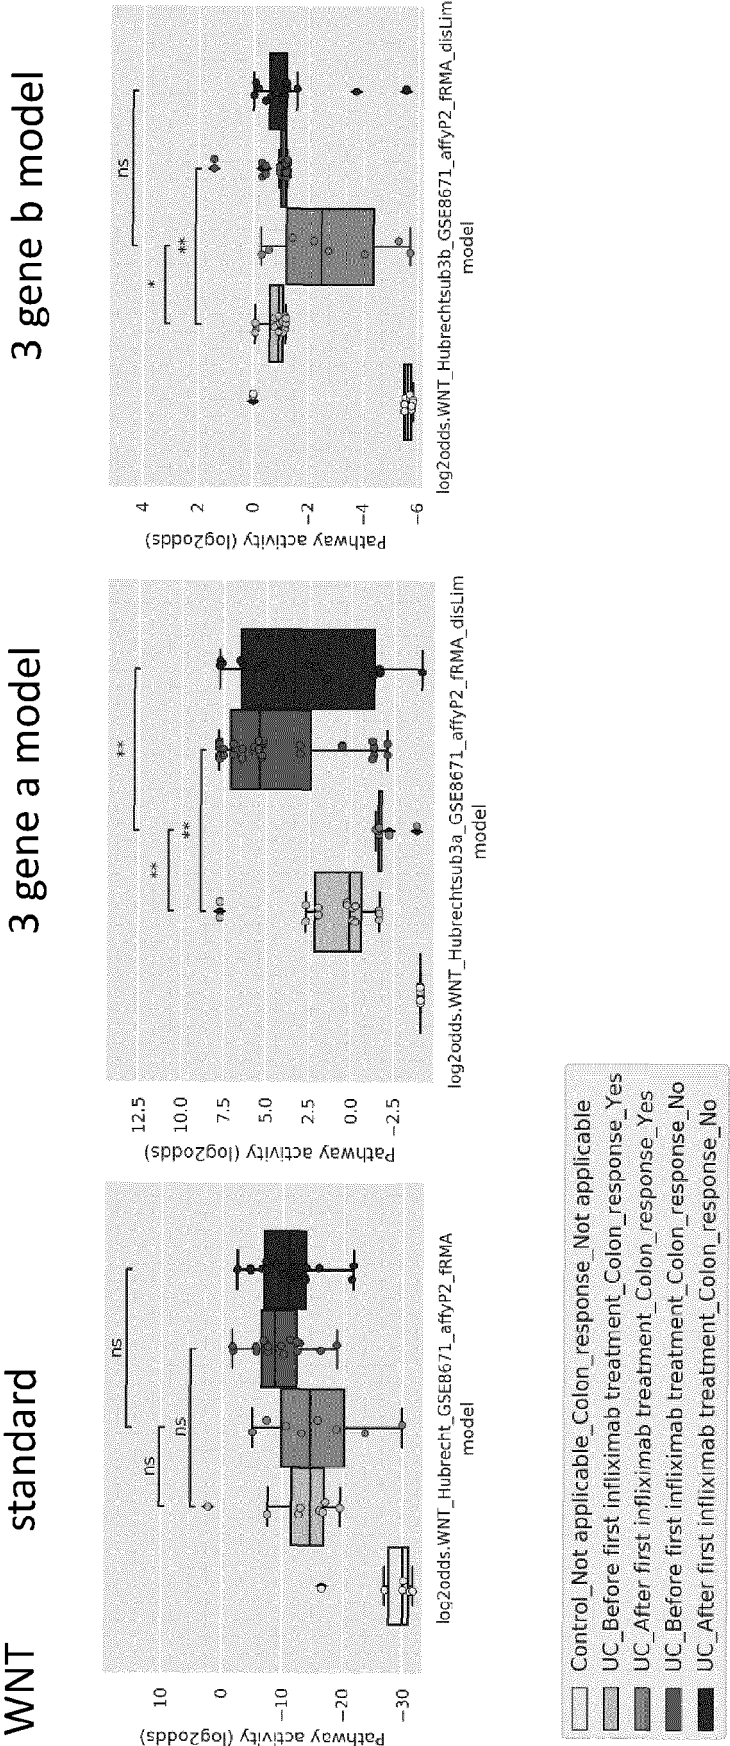 WNT standard 3 gene a model 3 gene b model
Pathway activity (log2odds)
10
0
−10
−20
−30
ns
ns
ns
log2odds.WNT_Hubrecht_GSE8671_affyP2_fRMA
model
Pathway activity (log2odds)
12.5
10.0
7.5
5.0
2.5
0.0
−2.5
**
**
**
log2odds.WNT_Hubrechtsub3a_GSE8671_affyP2_fRMA_disLim
model
Pathway activity (log2odds)
4
2
0
−2
−4
−6
ns
*
**
log2odds.WNT_Hubrechtsub3b_GSE8671_affyP2_fRMA_disLim
model
Control_Not applicable_Colon_response_Not applicable
UC_Before first infliximab treatment_Colon_response_Yes
UC_After first infliximab treatment_Colon_response_Yes
UC_Before first infliximab treatment_Colon_response_No
UC_After first infliximab treatment_Colon_response_No